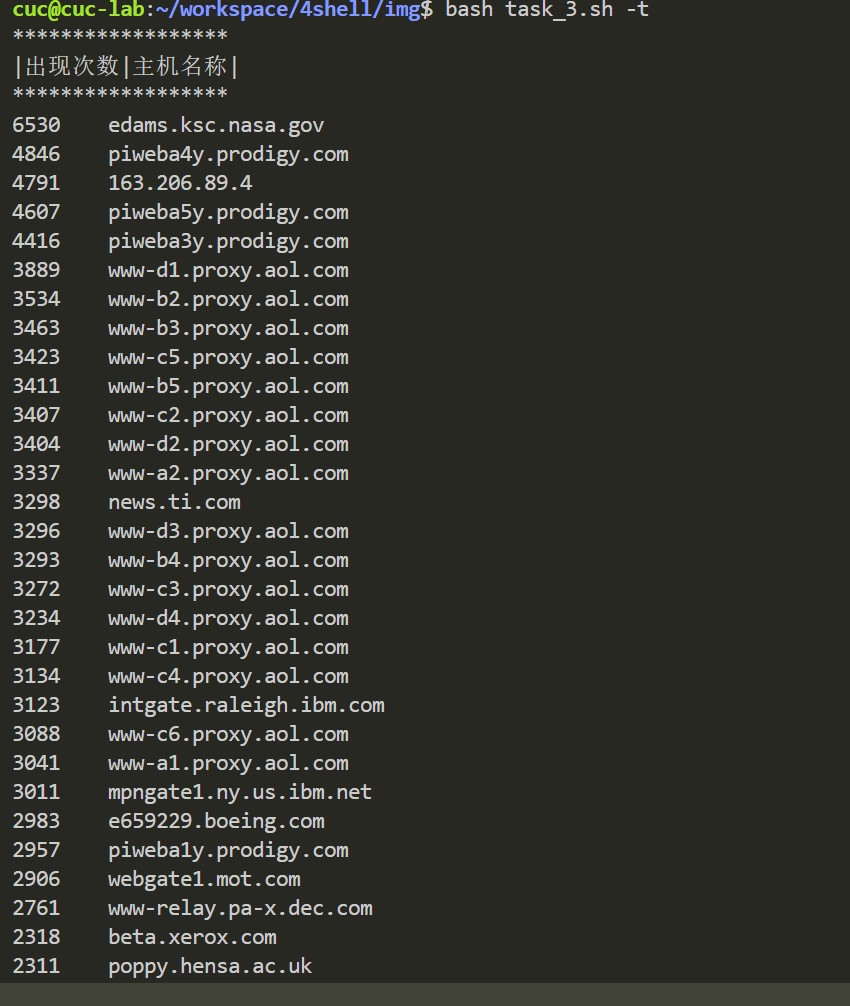 cuc@cuc-lab:~/workspace/4shell/img$ bash task_3.sh -t
******************
|出现次数|主机名称|
******************
6530    edams.ksc.nasa.gov
4846    piweba4y.prodigy.com
4791    163.206.89.4
4607    piweba5y.prodigy.com
4416    piweba3y.prodigy.com
3889    www-d1.proxy.aol.com
3534    www-b2.proxy.aol.com
3463    www-b3.proxy.aol.com
3423    www-c5.proxy.aol.com
3411    www-b5.proxy.aol.com
3407    www-c2.proxy.aol.com
3404    www-d2.proxy.aol.com
3337    www-a2.proxy.aol.com
3298    news.ti.com
3296    www-d3.proxy.aol.com
3293    www-b4.proxy.aol.com
3272    www-c3.proxy.aol.com
3234    www-d4.proxy.aol.com
3177    www-c1.proxy.aol.com
3134    www-c4.proxy.aol.com
3123    intgate.raleigh.ibm.com
3088    www-c6.proxy.aol.com
3041    www-a1.proxy.aol.com
3011    mpngate1.ny.us.ibm.net
2983    e659229.boeing.com
2957    piweba1y.prodigy.com
2906    webgate1.mot.com
2761    www-relay.pa-x.dec.com
2318    beta.xerox.com
2311    poppy.hensa.ac.uk